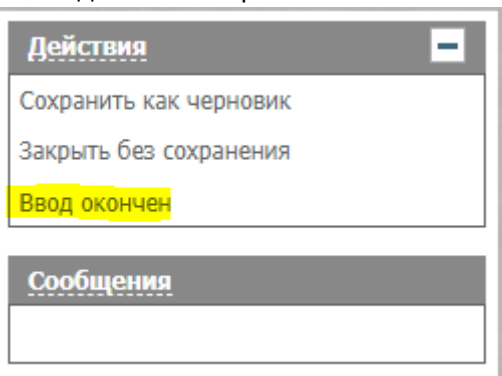 Действия
Сохранить как черновик
Закрыть без сохранения
Ввод окончен
Сообщения